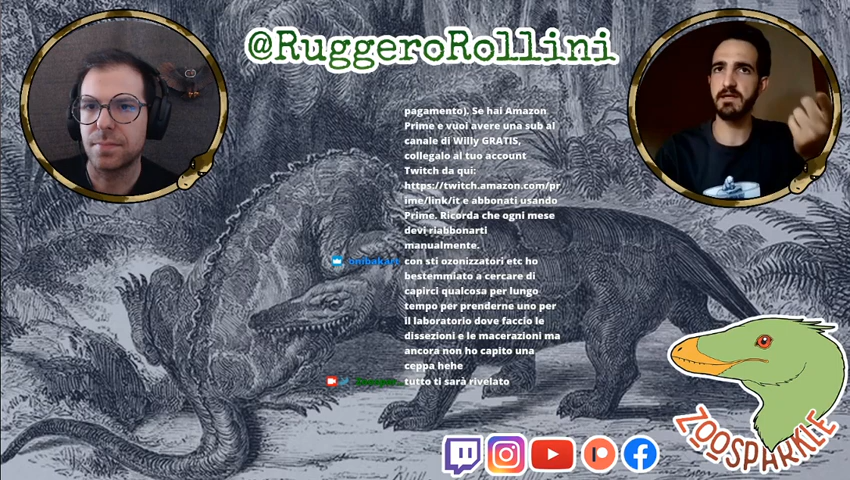 @RuggeroRollini
pagamento). Se hai Amazon
Prime e vuoi avere una sub al
canale di Willy GRATIS,
collegalo al tuo account
Twitch da qui:
https://twitch.amazon.com/pr
ime/link/it e abbonati usando
Prime. Ricorda che ogni mese
devi riabbonarti
manualmente.
con sti ozonizzatori etc ho
bestemmiato a cercare di
capirci qualcosa per lungo
tempo per prenderne uno per
il laboratorio dove faccio le
dissezioni e le macerazioni ma
ancora non ho capito una
ceppa hehe
tutto ti sarà rivelato
ZOOSPARKLE